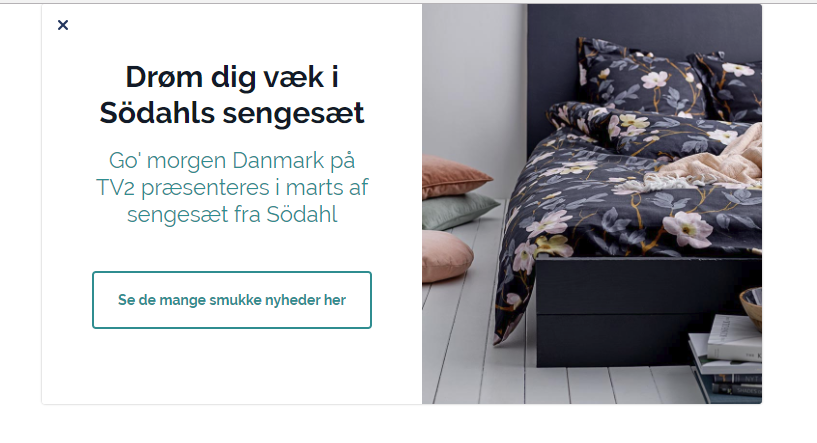 Drøm dig væk i
Södahls sengesæt
Go' morgen Danmark på
TV2 præsenteres i marts af
sengesæt fra Södahl
Se de mange smukke nyheder her